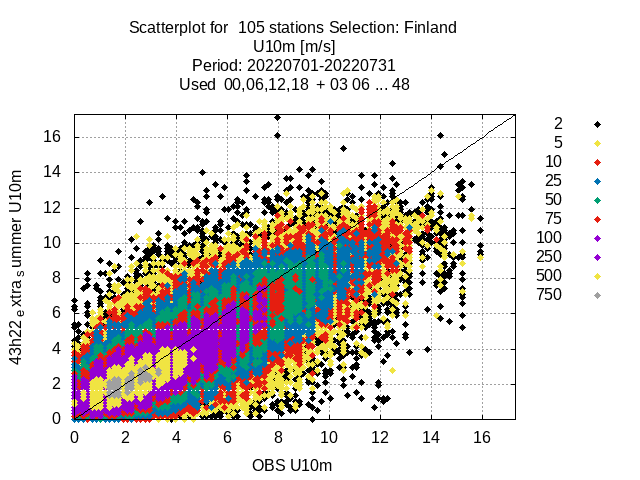 Scatterplot for  105 stations Selection: Finland
U10m [m/s]
Period: 20220701-20220731
Used  00,06,12,18  + 03 06 ... 48
43h22 e xtra s ummer U10m
16
14
12
10
8
6
4
2
0
0 2 4 6 8 10 12 14 16
OBS U10m
2
5
10
25
50
75
100
250
500
750